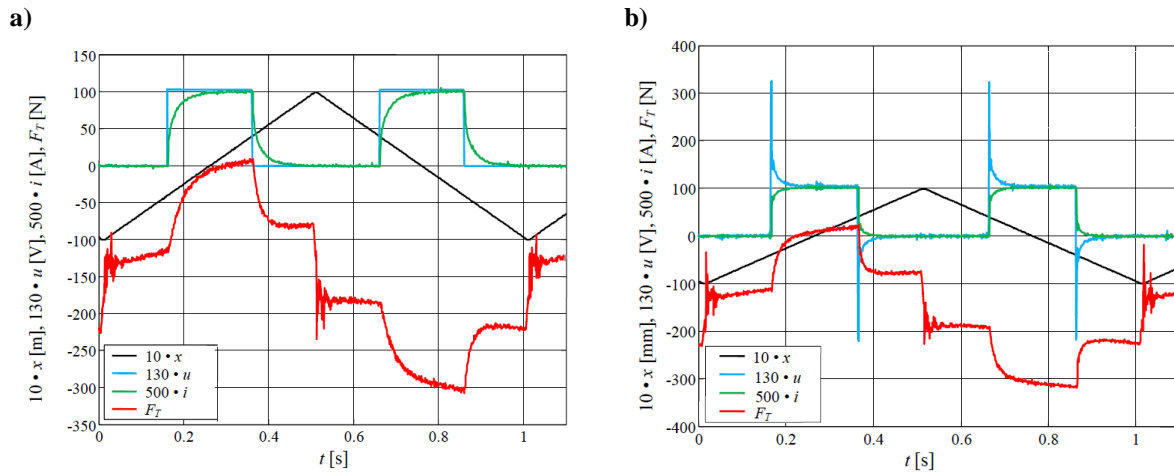 a)
150
100
50
0
-50
-100
-150
-200
-250
-300
-350
10 • x [m], 130 • u [V], 500 • i [A], F_T [N]
10 • x
130 • u
500 • i
F_T
0
0.2
0.4
0.6
0.8
1
t [s]
b)
400
300
200
100
0
-100
-200
-300
-400
10 • x [mm], 130 • u [V], 500 • i [A], F_T [N]
10 • x
130 • u
500 • i
F_T
0
0.2
0.4
0.6
0.8
1
t [s]